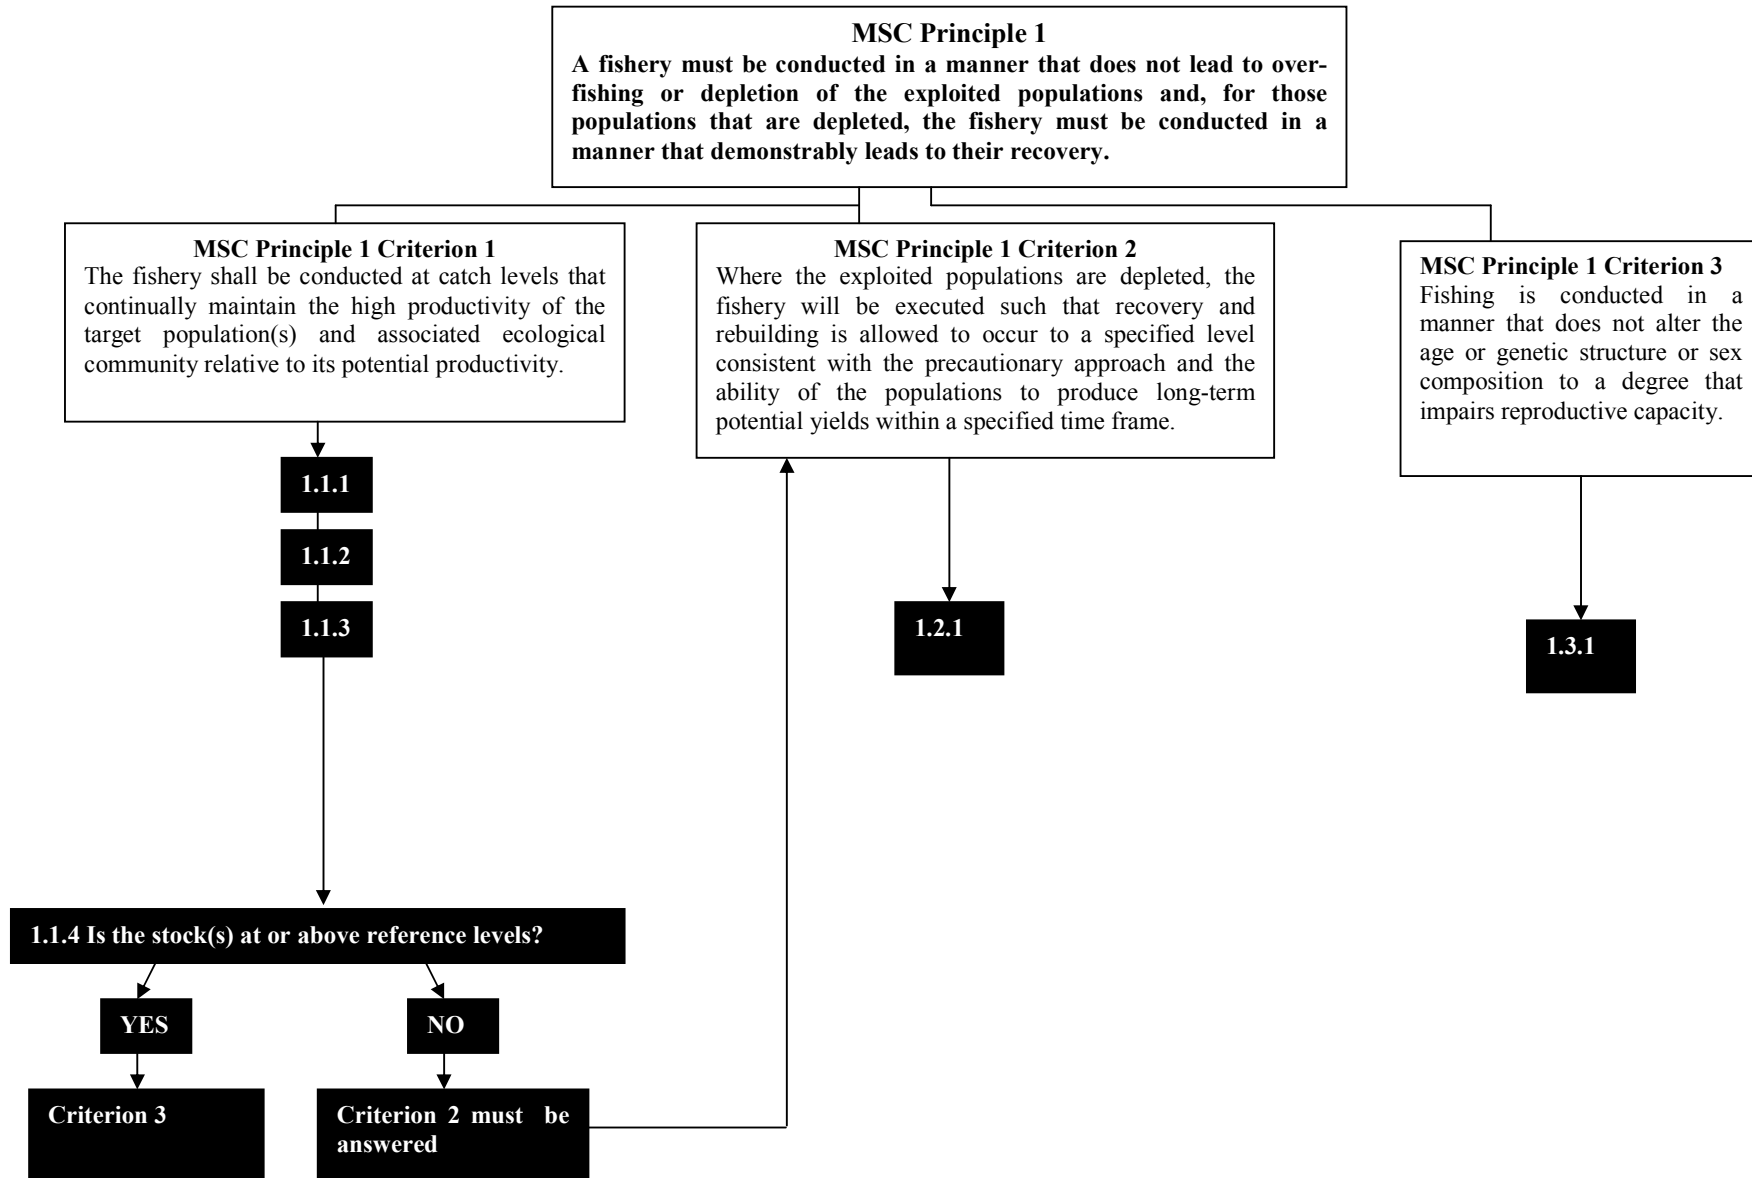 MSC Principle 1
A fishery must be conducted in a manner that does not lead to over-
fishing or depletion of the exploited populations and, for those
populations that are depleted, the fishery must be conducted in a
manner that demonstrably leads to their recovery.
MSC Principle 1 Criterion 1
The fishery shall be conducted at catch levels that
continually maintain the high productivity of the
target population(s) and associated ecological
community relative to its potential productivity.
MSC Principle 1 Criterion 2
Where the exploited populations are depleted, the
fishery will be executed such that recovery and
rebuilding is allowed to occur to a specified level
consistent with the precautionary approach and the
ability of the populations to produce long-term
potential yields within a specified time frame.
MSC Principle 1 Criterion 3
Fishing is conducted in a
manner that does not alter the
age or genetic structure or sex
composition to a degree that
impairs reproductive capacity.
1.1.1
1.1.2
1.1.3
1.2.1
1.3.1
1.1.4 Is the stock(s) at or above reference levels?
YES
NO
Criterion 3
Criterion 2 must be
answered